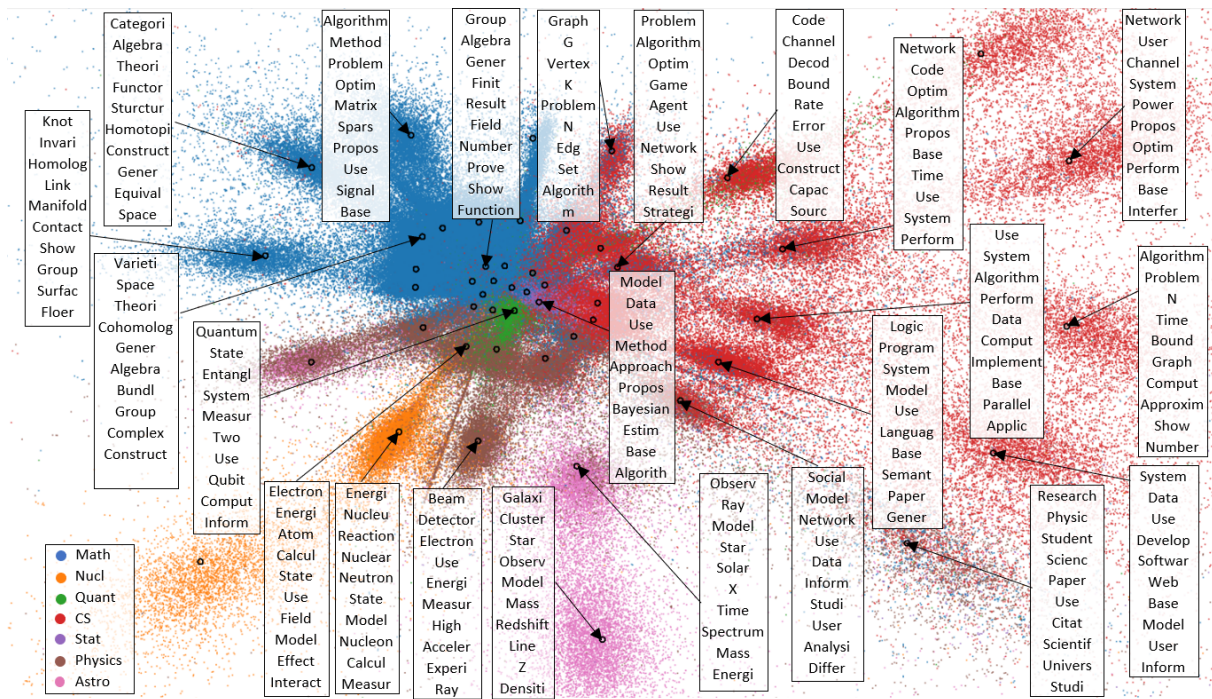 Categori
Algebra
Theori
Functor
Sturctur
Homotopi
Construct
Gener
Equival
Space
Algorithm
Method
Problem
Optim
Matrix
Spars
Propos
Use
Signal
Base
Group
Algebra
Gener
Finit
Result
Field
Number
Prove
Show
Function
Graph
G
Vertex
K
Problem
N
Edg
Set
Algorith
m
Problem
Algorithm
Optim
Game
Agent
Use
Network
Show
Result
Strategi
Code
Channel
Decod
Bound
Rate
Error
Use
Construct
Capac
Sourc
Network
Code
Optim
Algorithm
Propos
Base
Time
Use
System
Perform
Network
User
Channel
System
Power
Propos
Optim
Perform
Base
Interfer
Knot
Invari
Homolog
Link
Manifold
Contact
Show
Group
Surfac
Floer
Varieti
Space
Theori
Cohomolog
Gener
Algebra
Bundl
Group
Complex
Construct
Quantum
State
Entangl
System
Measur
Two
Use
Qubit
Comput
Inform
Model
Data
Use
Method
Approach
Propos
Bayesian
Estim
Base
Algorith
Logic
Program
System
Model
Use
Languag
Base
Semant
Paper
Gener
Use
System
Algorithm
Perform
Data
Comput
Implement
Base
Parallel
Applic
Algorithm
Problem
N
Time
Bound
Graph
Comput
Approxim
Show
Number
Electron
Energi
Atom
Calcul
State
Use
Field
Model
Effect
Interact
Energi
Nucleu
Reaction
Nuclear
Neutron
State
Model
Nucleon
Calcul
Measur
Beam
Detector
Electron
Use
Energi
Measur
High
Acceler
Experi
Ray
Galaxi
Cluster
Star
Observ
Model
Mass
Redshift
Line
Z
Densiti
Observ
Ray
Model
Star
Solar
X
Time
Spectrum
Mass
Energi
Social
Model
Network
Use
Data
Inform
Studi
User
Analysi
Differ
Research
Physic
Student
Scienc
Paper
Use
Citat
Scientif
Univers
Studi
System
Data
Use
Develop
Softwar
Web
Base
Model
User
Inform
Math
Nucl
Quant
CS
Stat
Physics
Astro